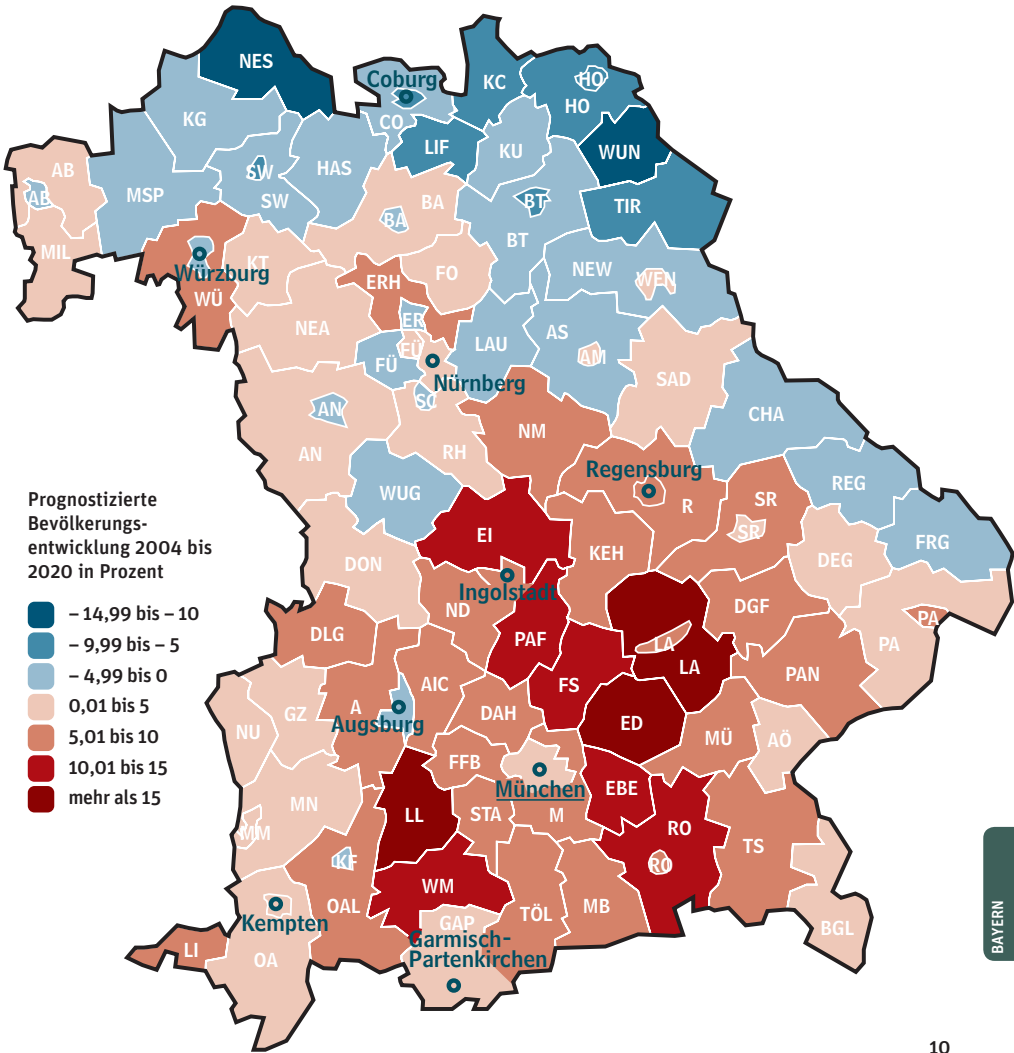 NES
Coburg
KC
HO
HO
KG
CO
WUN
LIF
KU
AB
SW
HAS
AB
MSP
SW
BA
BA
BT
TIR
BT
MIL
Würzburg
KT
ERH
FO
NEW
WEN
WÜ
NEA
ER
AS
FÜ
LAU
AM
FÜ
Nürnberg
SAD
AN
SC
CHA
NM
AN
RH
Regensburg
Prognostizierte
Bevölkerungs-
entwicklung 2004 bis
2020 in Prozent
WUG
R
SR
REG
EI
SR
FRG
DON
KEH
DEG
– 14,99 bis – 10
– 9,99 bis – 5
– 4,99 bis 0
0,01 bis 5
5,01 bis 10
10,01 bis 15
mehr als 15
Ingolstadt
ND
DGF
DLG
PAF
LA
PA
PA
LA
PAN
FS
AIC
GZ
A
DAH
Augsburg
ED
NU
MÜ
AÖ
FFB
München
EBE
MN
LL
STA
M
RO
MM
TS
KF
RO
WM
OAL
TÖL
MB
Kempten
GAP
BGL
Garmisch-
Partenkirchen
LI
OA
BAYERN
10